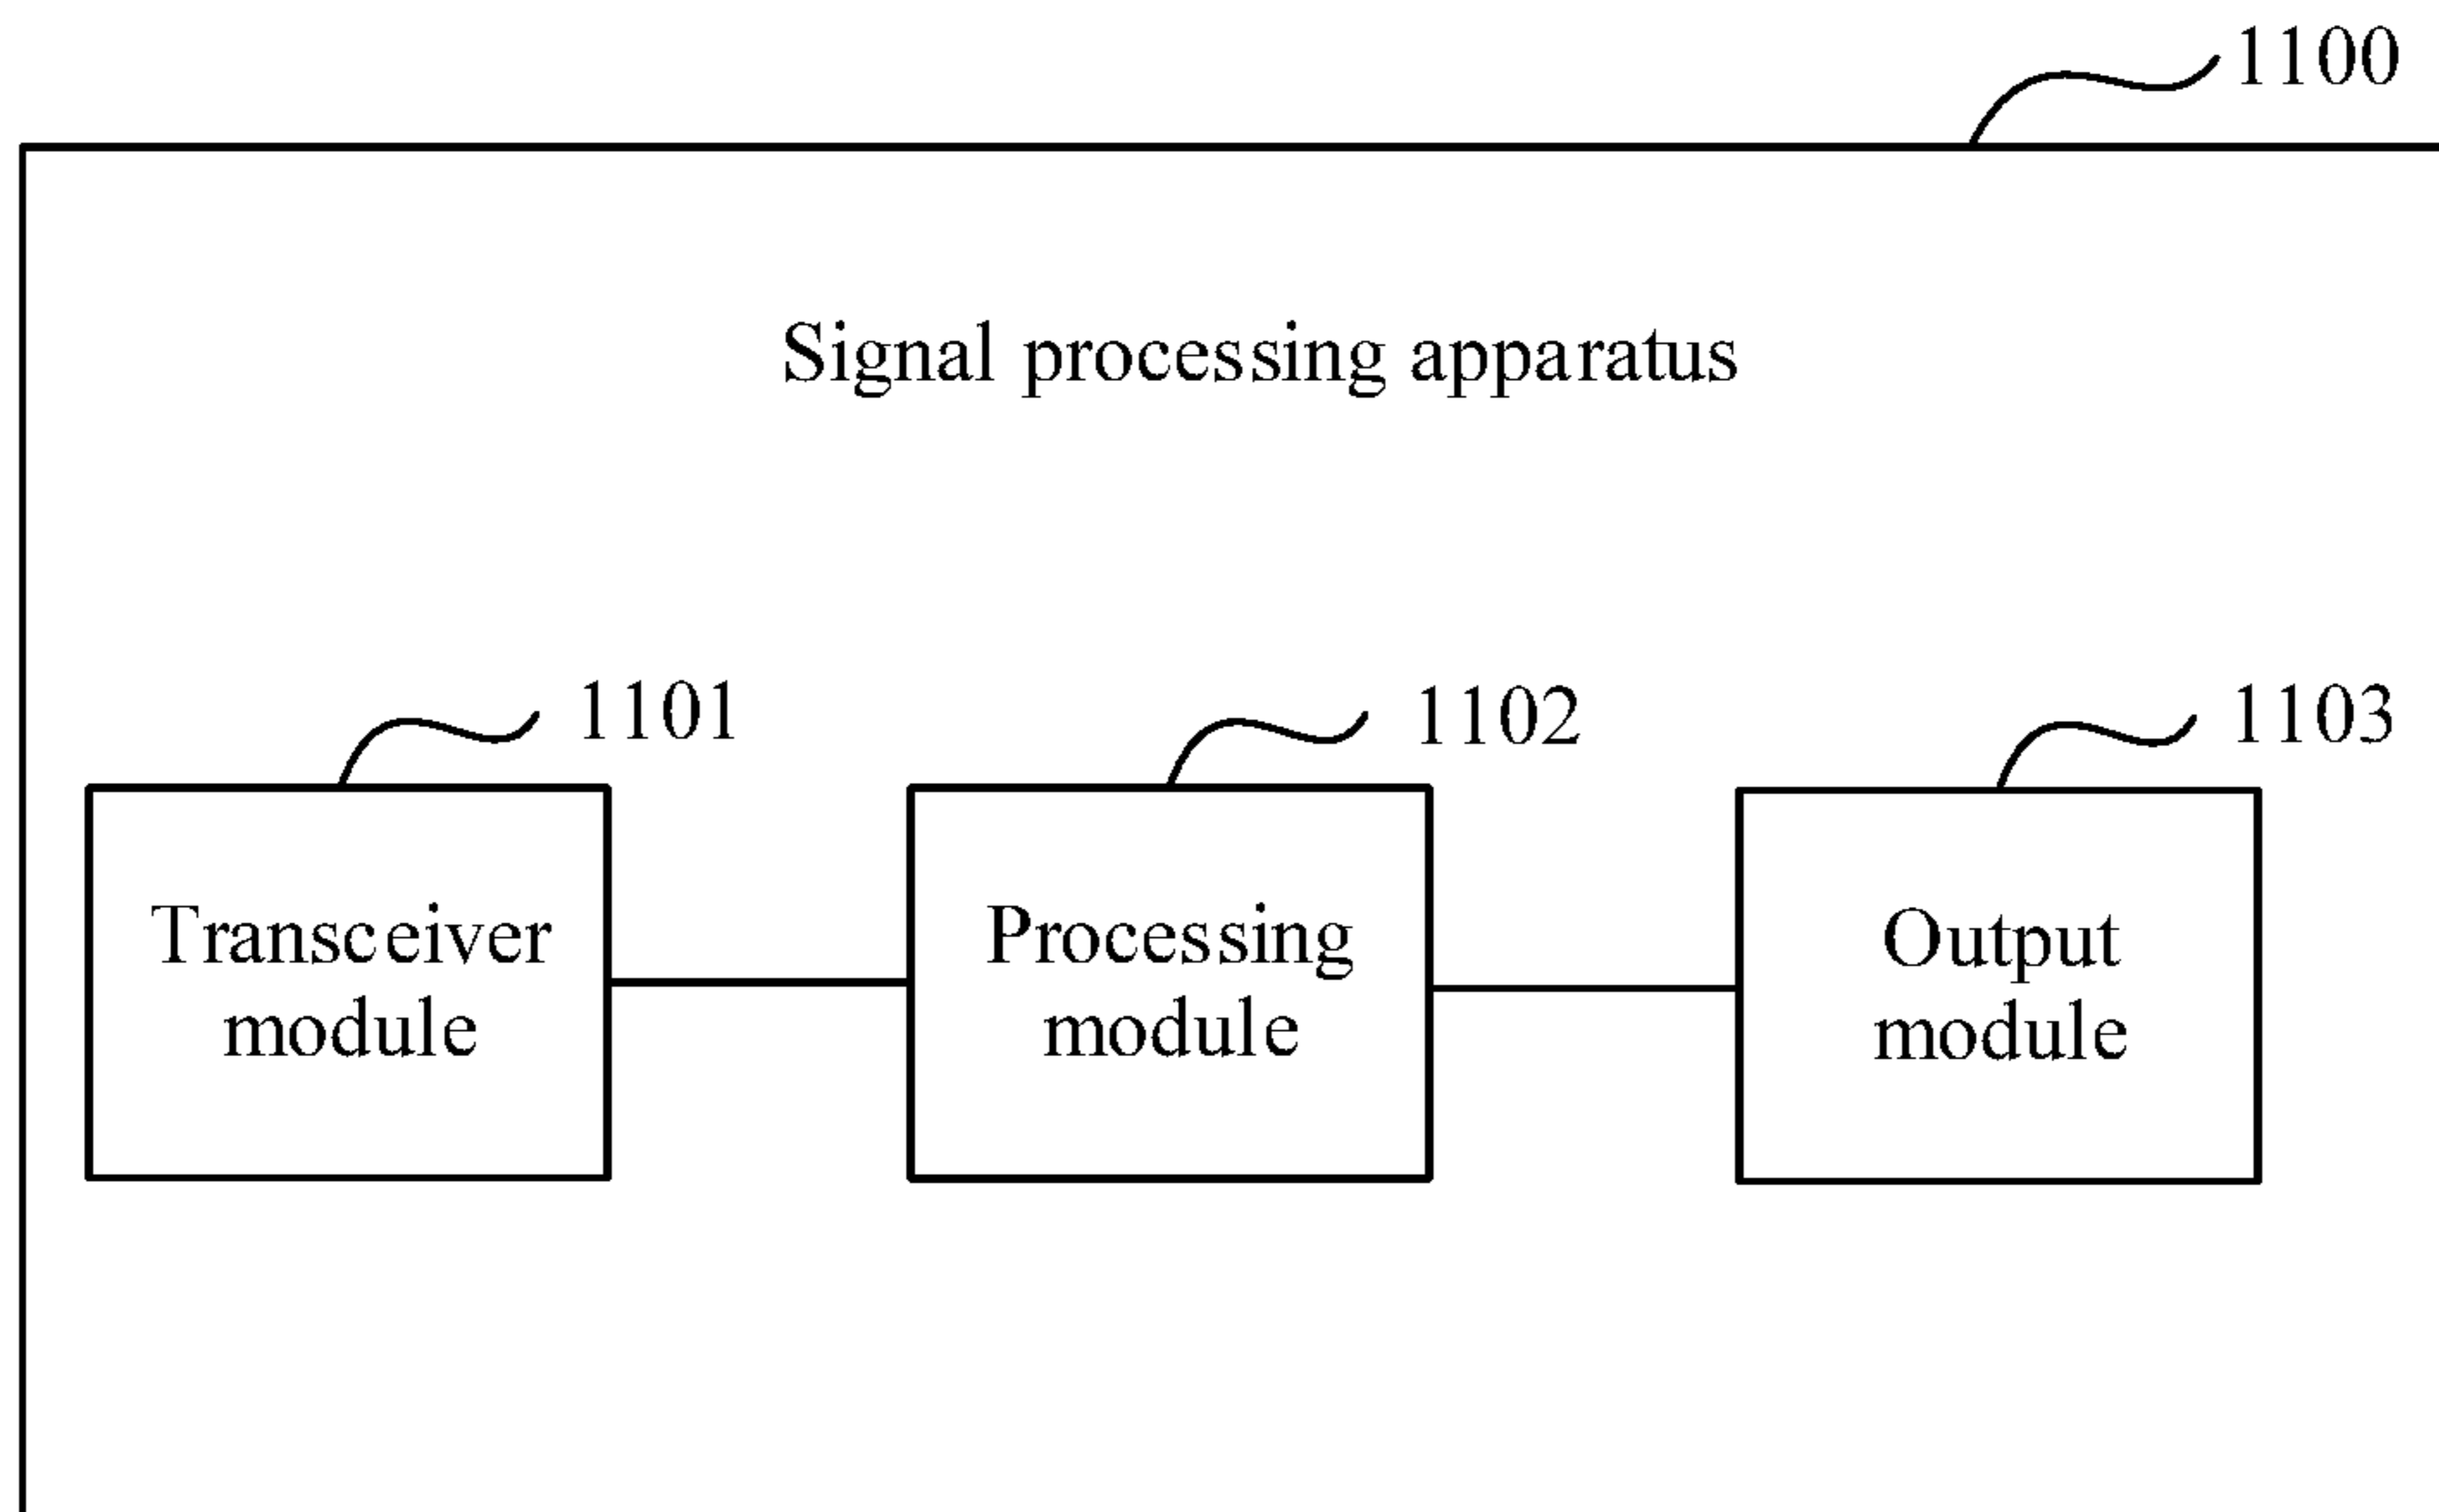 1100
Signal processing apparatus
1101
1102
1103
Transceiver
module
Processing
module
Output
module